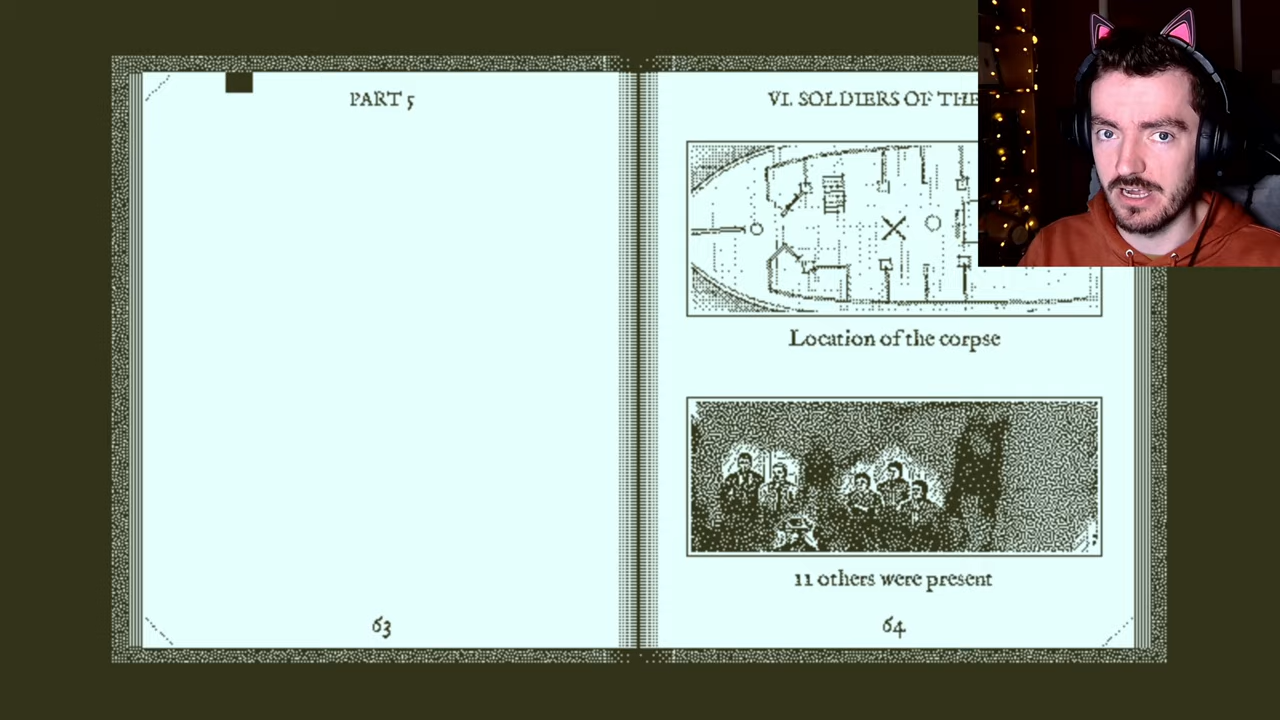 PART 5
VI. SOLDIERS OF THE
Location of the corpse
11 others were present
63
64